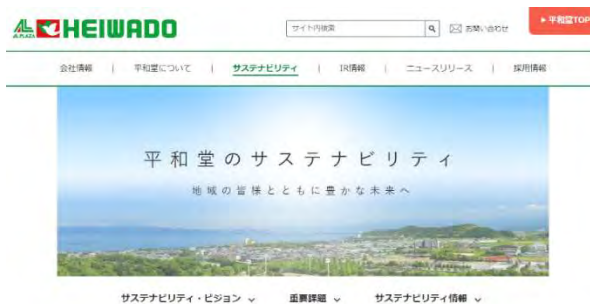 AL PLAZA HEIWADO
サイト内検索
お問い合わせ
平和堂TOP
会社情報 | 平和堂について | サステナビリティ | IR情報 | ニュースリリース | 採用情報
平和堂のサステナビリティ
地域の皆様とともに豊かな未来へ
サステナビリティ・ビジョン
重要課題
サステナビリティ情報